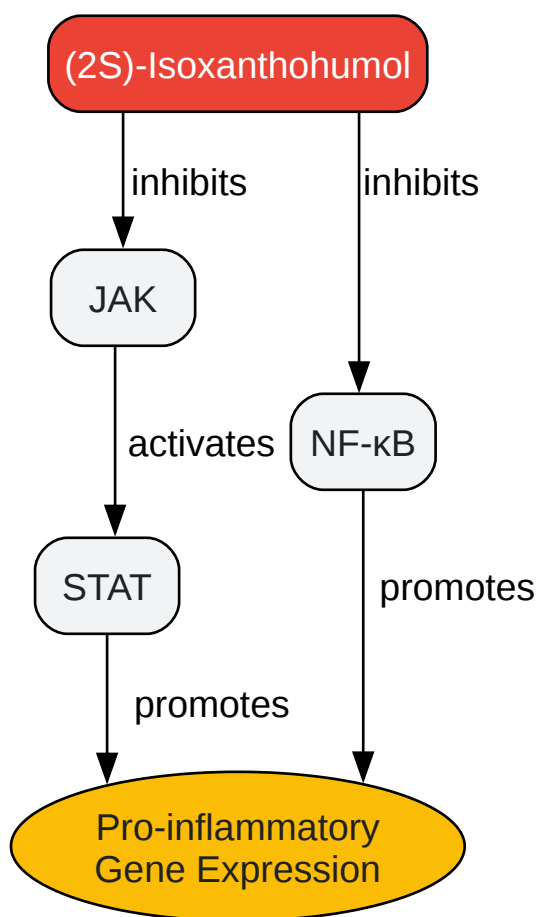 (2S)-Isoxanthohumol
inhibits
inhibits
JAK
activates
NF-κB
STAT
promotes
promotes
Pro-inflammatory
Gene Expression